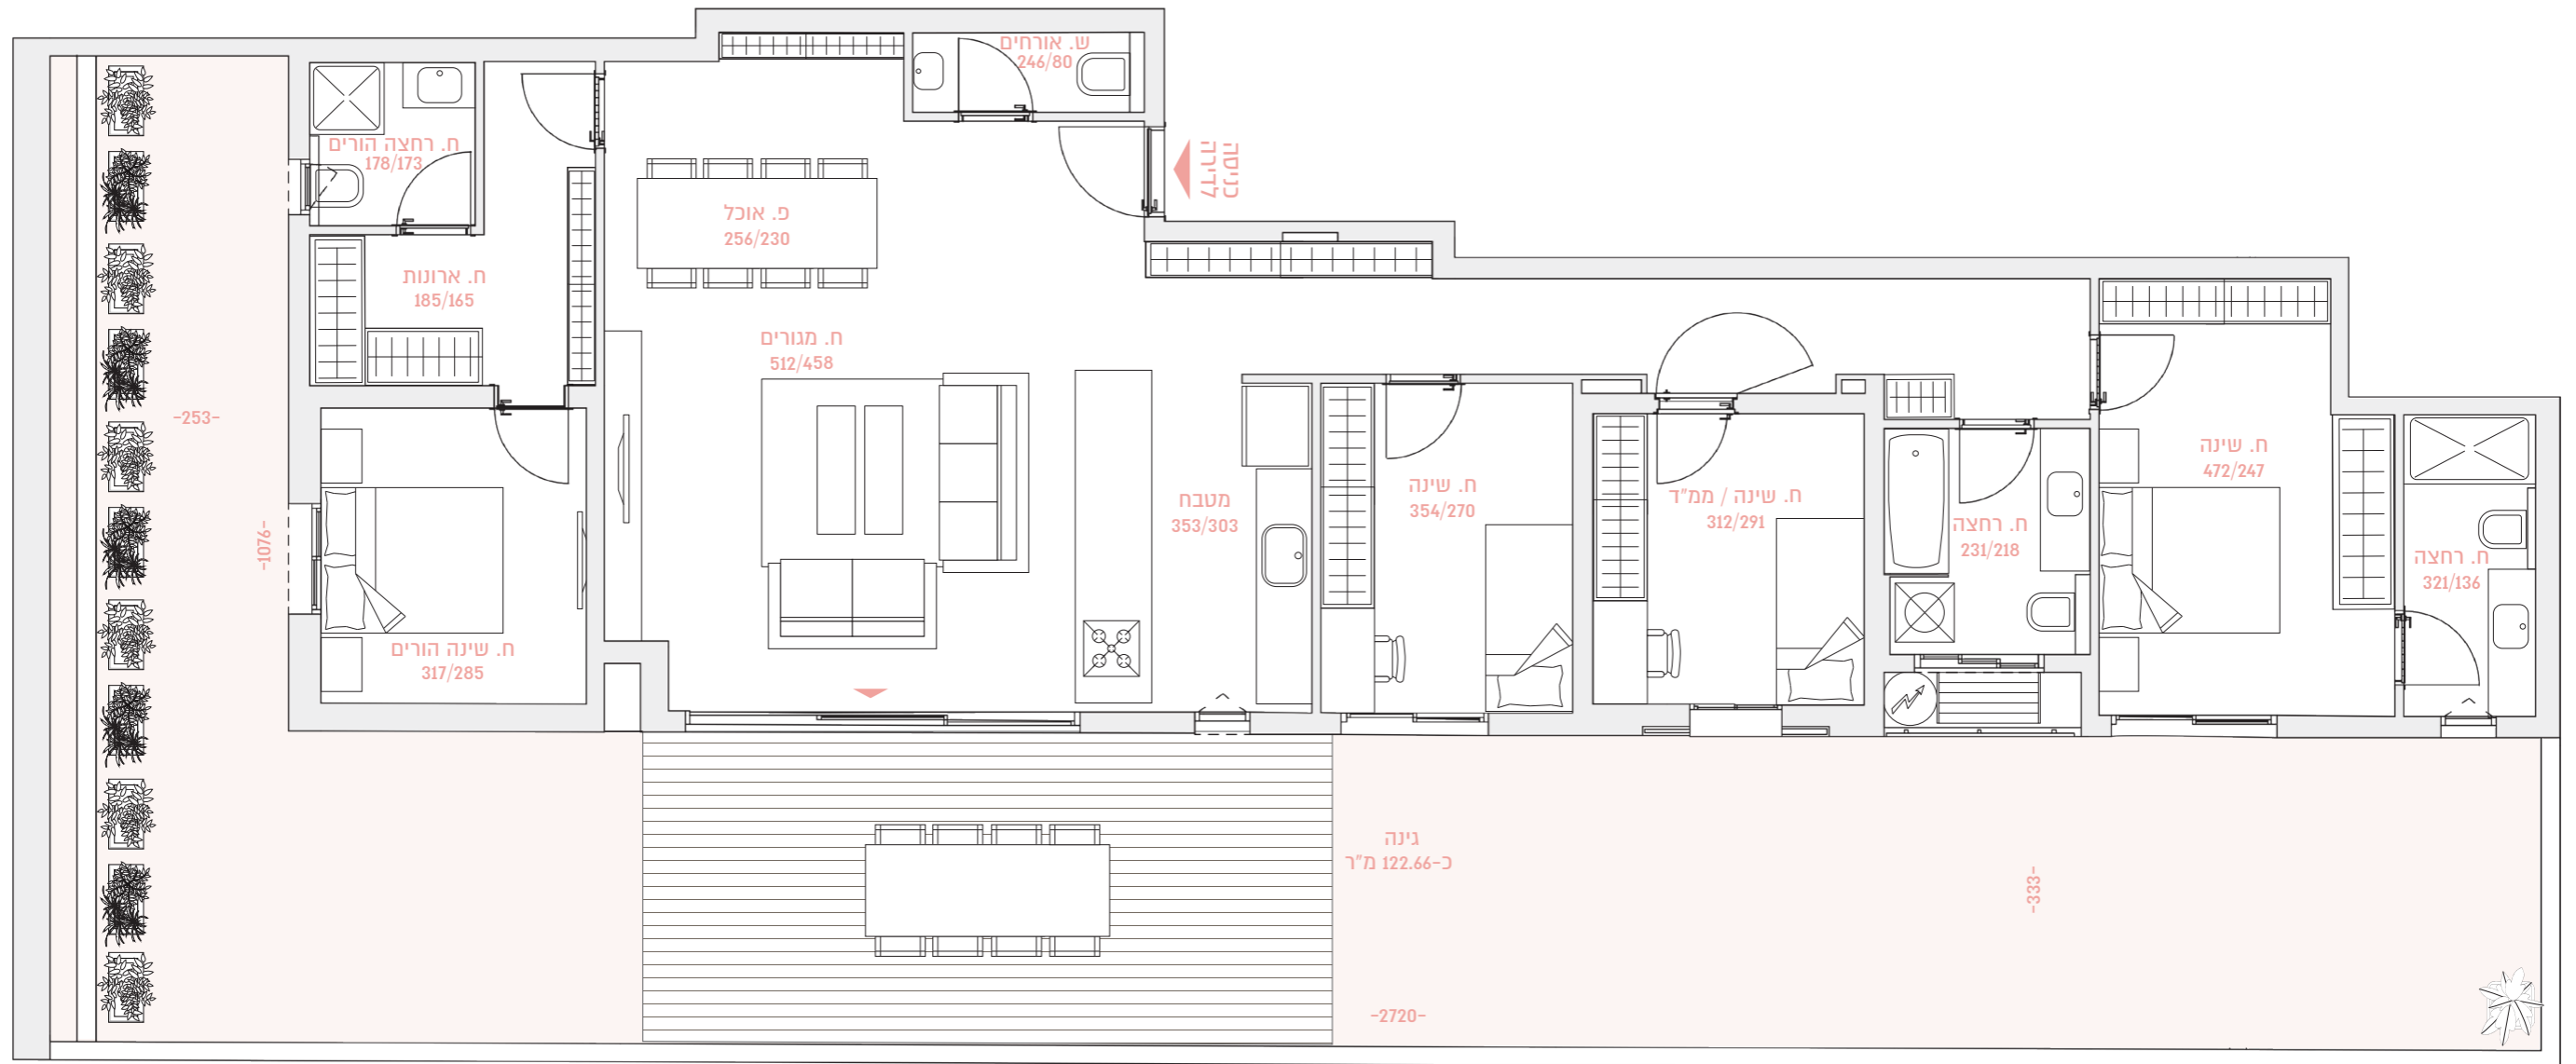 ש. אורחים
246/80
ח. רחצה הורים
178/173
כניסה
לדירה
פ. אוכל
256/230
ח. ארונות
185/165
ח. מגורים
512/458
-253-
ח. שינה
472/247
ח. שינה
354/270
ח. שינה / ממ"ד
312/291
מטבח
353/303
ח. רחצה
231/218
-1076-
ח. רחצה
321/136
ח. שינה הורים
317/285
גינה
כ-122.66 מ"ר
-333-
-2720-